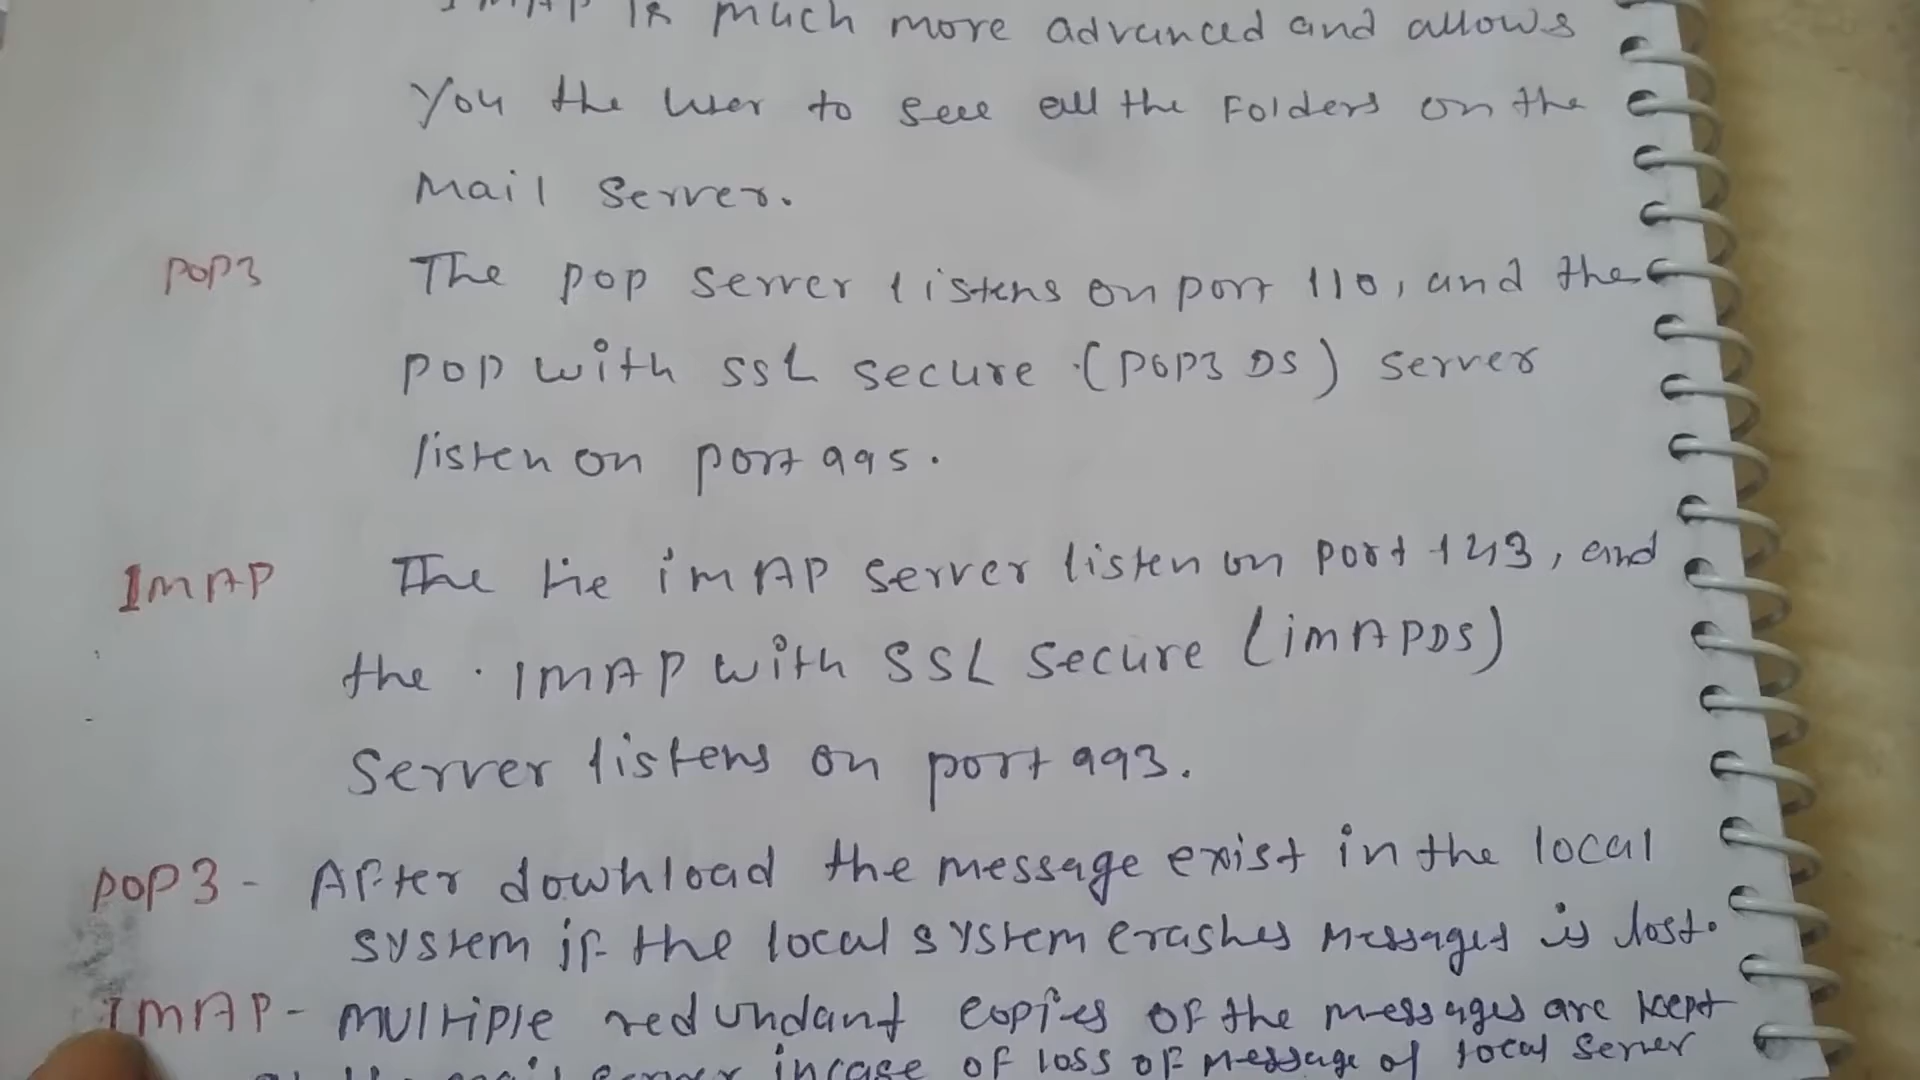 IMAP is much more advanced and allows
you the user to see all the Folders on the
Mail Server.
POP3 The pop server listens on port 110, and the
pop with SSL secure (POP3 DS) server
listen on port 995.
IMAP The the iMAP server listen on port 143, and
the . IMAP with SSL secure (iMAPDS)
Server listens on port 993.
POP3 - After download the message exist in the local
system if the local system crashes messages is lost.
IMAP - Multiple redundant copies of the messages are kept
mail server incase of loss of message of local server